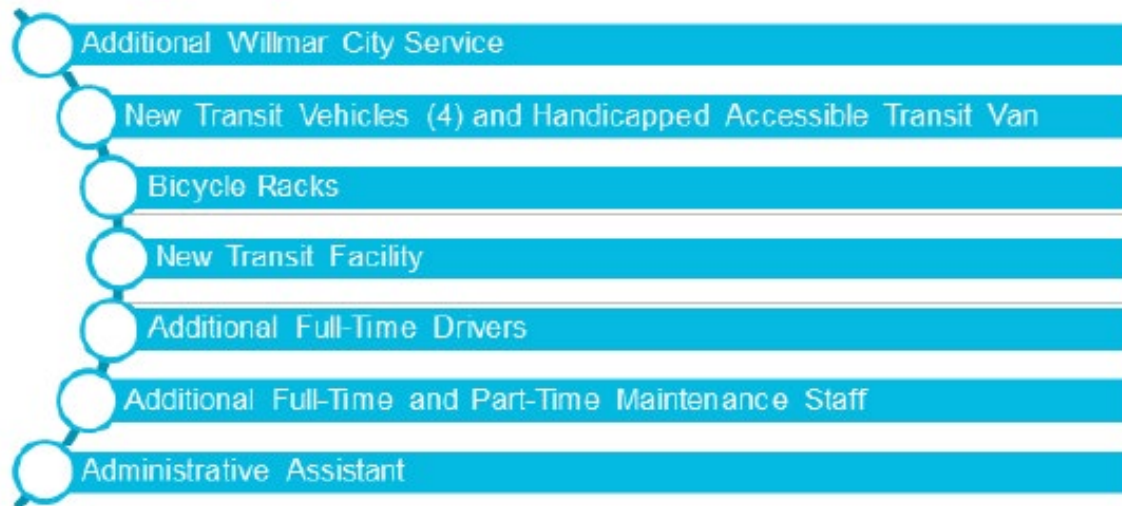 Additional Willmar City Service
New Transit Vehicles (4) and Handicapped Accessible Transit Van
Bicycle Racks
New Transit Facility
Additional Full-Time Drivers
Additional Full-Time and Part-Time Maintenance Staff
Administrative Assistant